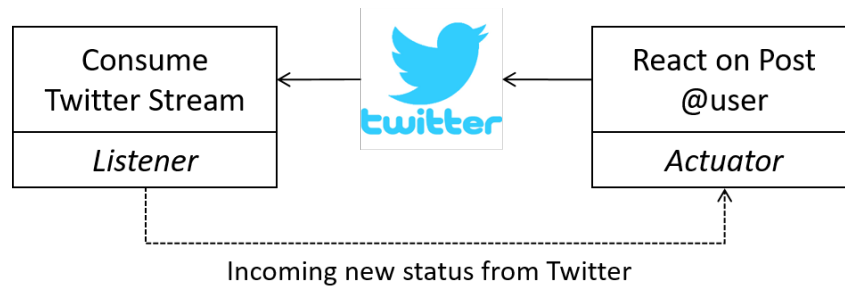 Consume
Twitter Stream
Listener
twitter
React on Post
@user
Actuator
Incoming new status from Twitter